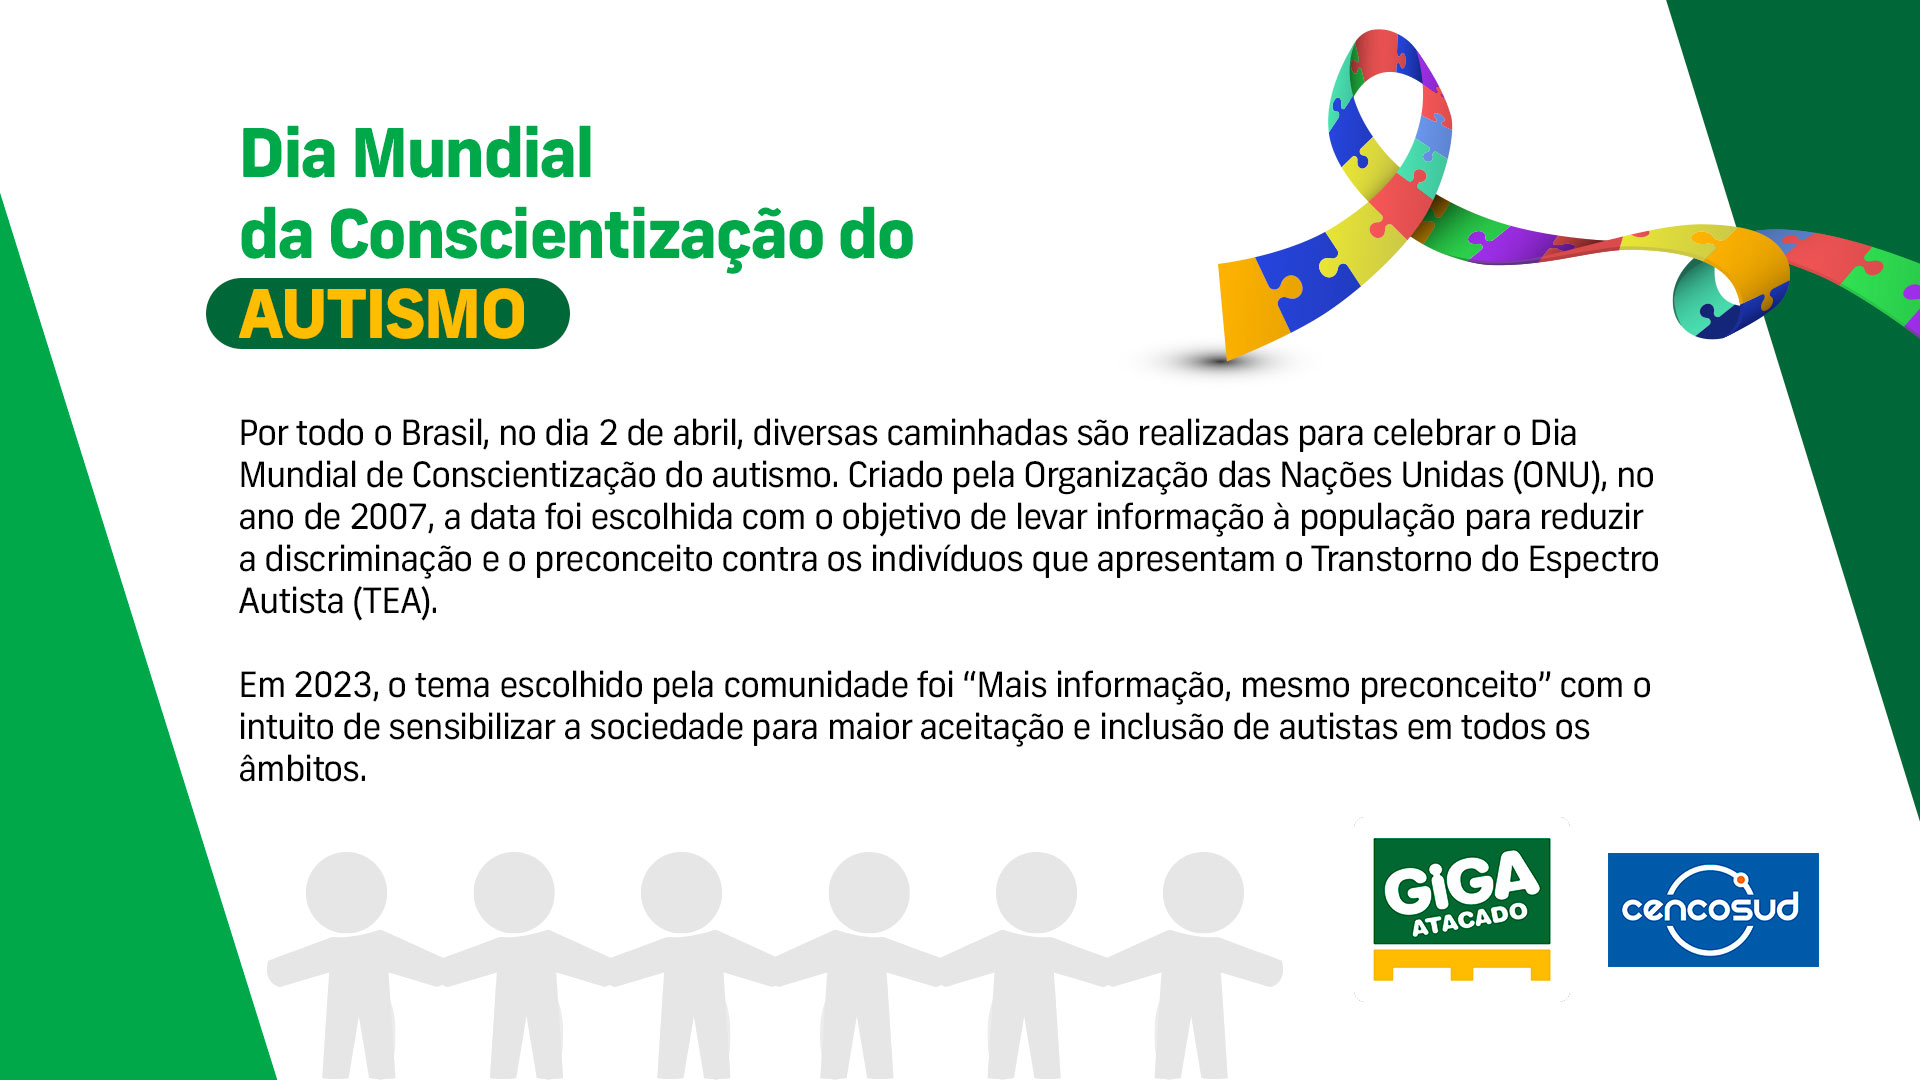 Dia Mundial
da Conscientização do
AUTISMO
Por todo o Brasil, no dia 2 de abril, diversas caminhadas são realizadas para celebrar o Dia
Mundial de Conscientização do autismo. Criado pela Organização das Nações Unidas (ONU), no
ano de 2007, a data foi escolhida com o objetivo de levar informação à população para reduzir
a discriminação e o preconceito contra os indivíduos que apresentam o Transtorno do Espectro
Autista (TEA).
Em 2023, o tema escolhido pela comunidade foi “Mais informação, mesmo preconceito” com o
intuito de sensibilizar a sociedade para maior aceitação e inclusão de autistas em todos os
âmbitos.
GiGA
ATACADO
cencosud